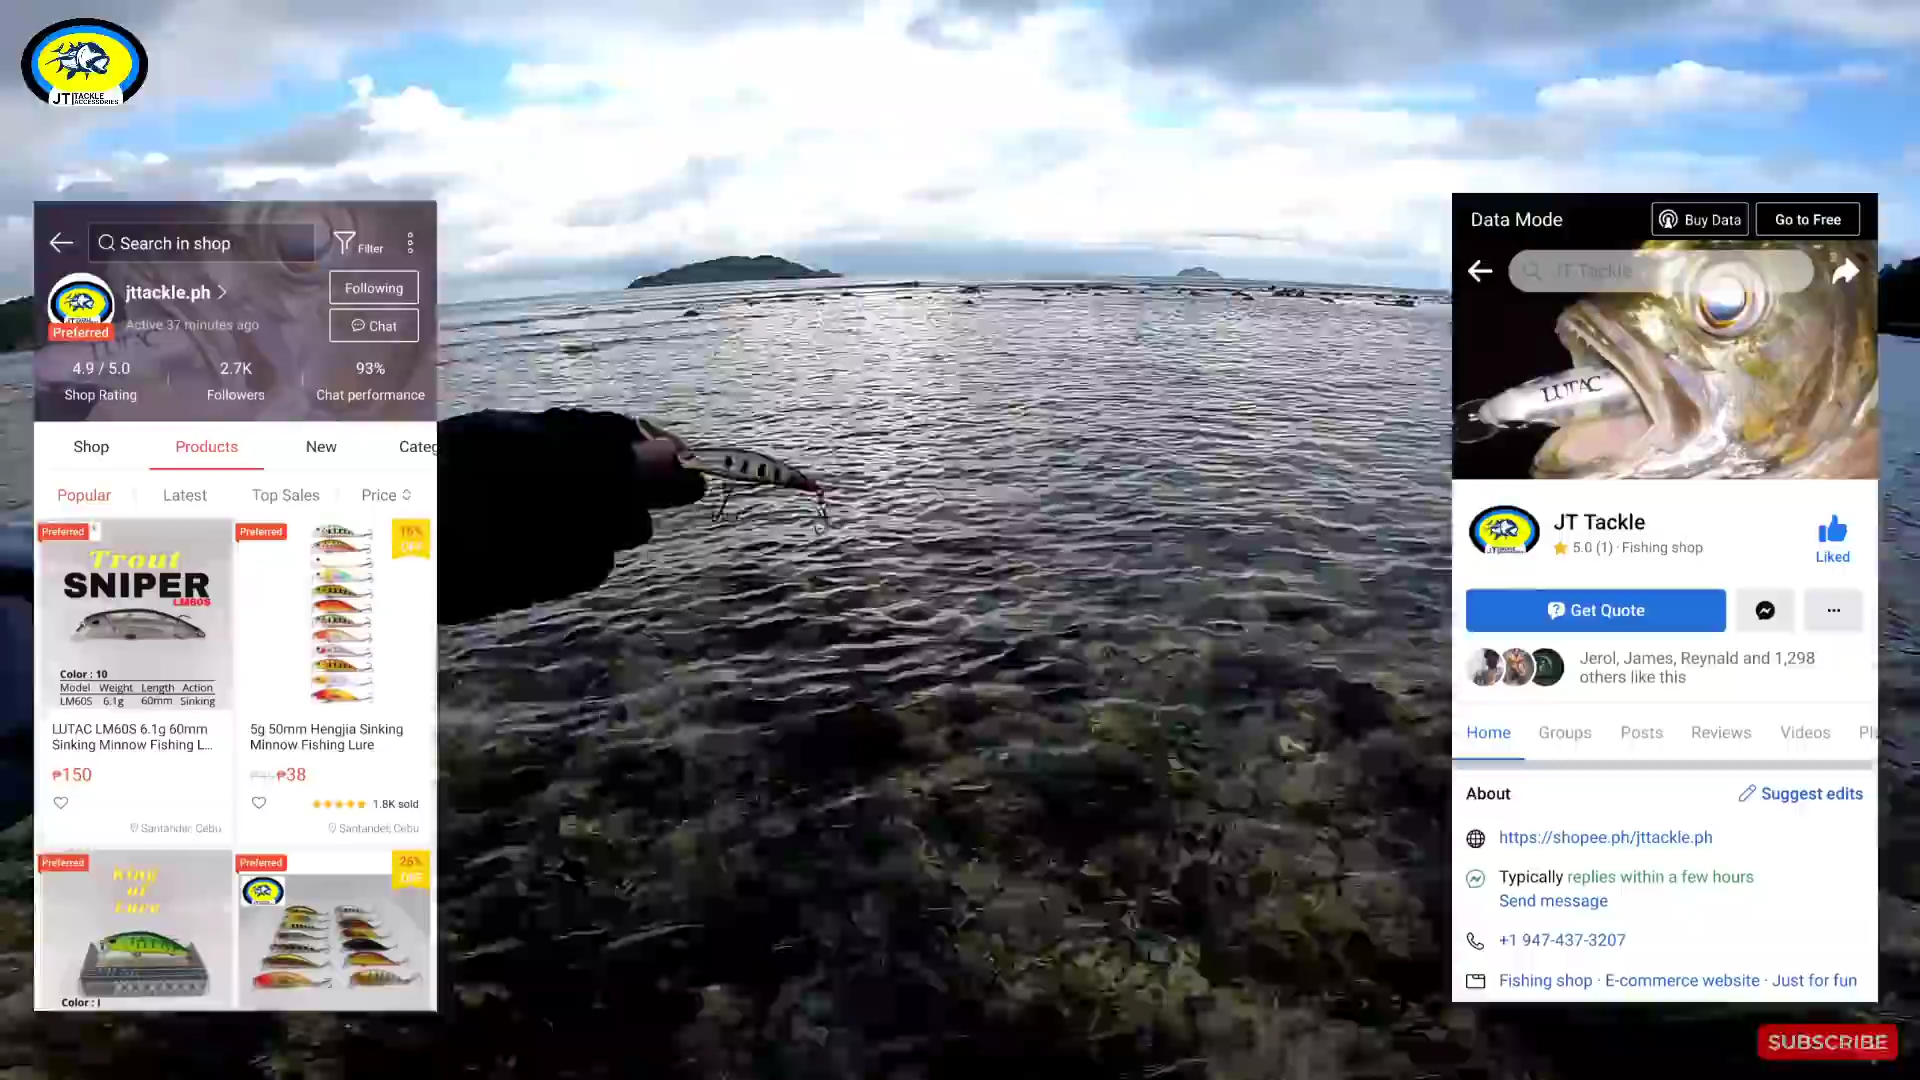 JT TACKLE ACCESSORIES
Search in shop
Filter
jttackle.ph
Following
Preferred
Active 37 minutes ago
Chat
4.9 / 5.0
2.7K
93%
Shop Rating
Followers
Chat performance
Shop
Products
New
Categ
Popular
Latest
Top Sales
Price
Preferred
Trout
SNIPER
LM60S
Color : 10
Model Weight Length Action
LM60S 6.1g 60mm Sinking
LUTAC LM60S 6.1g 60mm
Sinking Minnow Fishing L...
₱150
Santander, Cebu
Preferred
OFF
5g 50mm Hengjia Sinking
Minnow Fishing Lure
₱38
1.8K sold
Santander, Cebu
Preferred
King
of
Lure
Color : I
Preferred
26%
OFF
Data Mode
Buy Data
Go to Free
JT Tackle
LUTAC
JT Tackle
5.0 (1) · Fishing shop
Liked
Get Quote
Jerol, James, Reynald and 1,298
others like this
Home
Groups
Posts
Reviews
Videos
About
Suggest edits
https://shopee.ph/jttackle.ph
Typically replies within a few hours
Send message
+1 947-437-3207
Fishing shop · E-commerce website · Just for fun
SUBSCRIBE